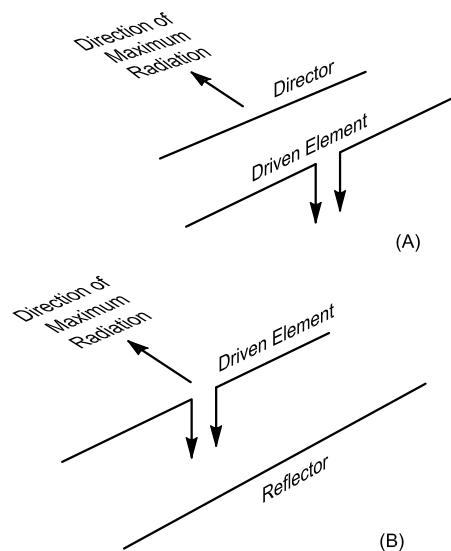 Direction of
Maximum
Radiation
Director
Driven Element
(A)
Direction of
Maximum
Radiation
Driven Element
Reflector
(B)